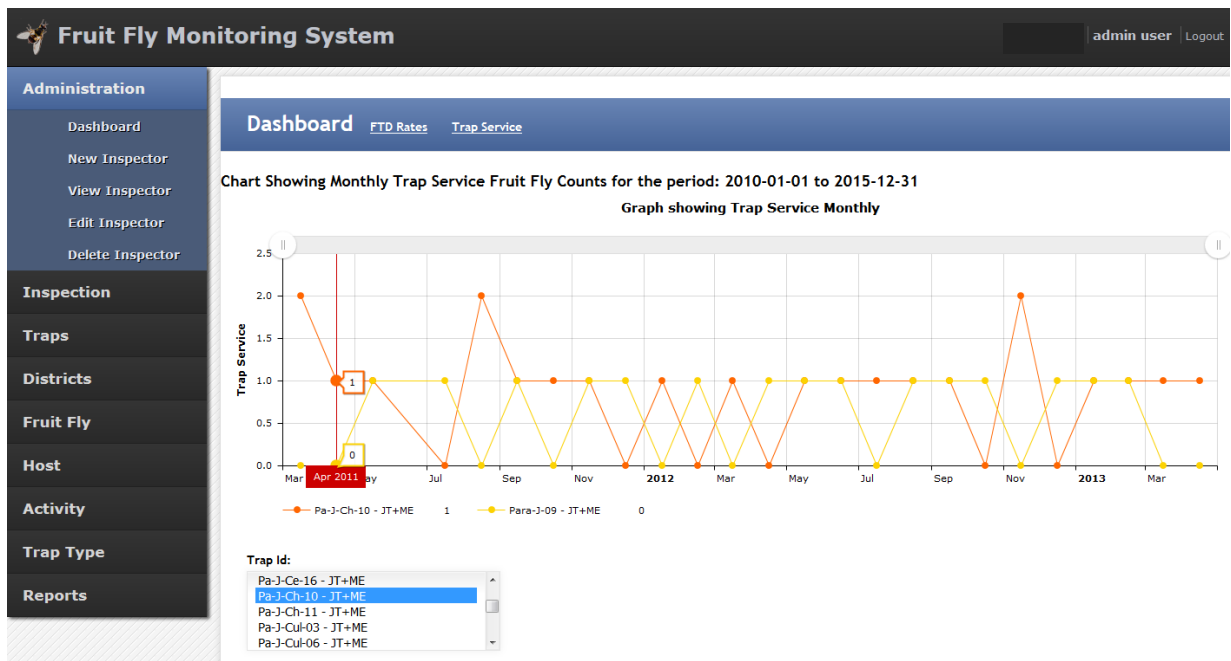 Fruit Fly Monitoring System
admin user Logout
Administration
Dashboard
New Inspector
View Inspector
Edit Inspector
Delete Inspector
Inspection
Traps
Districts
Fruit Fly
Host
Activity
Trap Type
Reports
Dashboard FTD Rates Trap Service
Chart Showing Monthly Trap Service Fruit Fly Counts for the period: 2010-01-01 to 2015-12-31
Graph showing Trap Service Monthly
Trap Service
2.5
2.0
1.5
1.0
0.5
0.0
1
0
Mar Apr 2011 ay Jul Sep Nov 2012 Mar May Jul Sep Nov 2013 Mar
Pa-J-Ch-10 - JT+ME 1 Para-J-09 - JT+ME 0
Trap Id:
Pa-J-Ce-16 - JT+ME
Pa-J-Ch-10 - JT+ME
Pa-J-Ch-11 - JT+ME
Pa-J-Cul-03 - JT+ME
Pa-J-Cul-06 - JT+ME